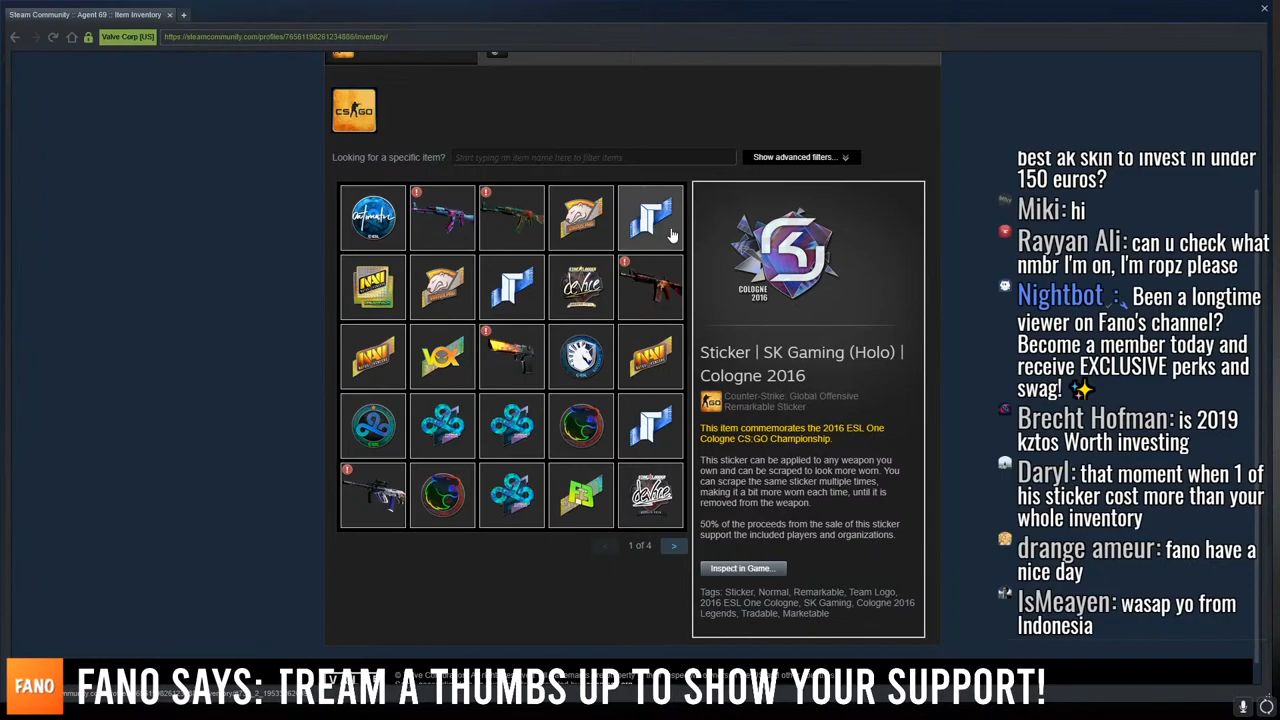 Steam Community :: Agent 69 :: Item Inventory
Valve Corp [US]
https://steamcommunity.com/profiles/76561198261234886/inventory/
CS GO
Looking for a specific item?
Start typing an item name here to filter items
Show advanced filters...
COLOGNE
2016
Sticker | SK Gaming (Holo) |
Cologne 2016
Counter-Strike: Global Offensive
Remarkable Sticker
This item commemorates the 2016 ESL One
Cologne CS:GO Championship.
This sticker can be applied to any weapon you
own and can be scraped to look more worn. You
can scrape the same sticker multiple times,
making it a bit more worn each time, until it is
removed from the weapon.
50% of the proceeds from the sale of this sticker
support the included players and organizations.
Inspect in Game...
Tags: Sticker, Normal, Remarkable, Team Logo,
2016 ESL One Cologne, SK Gaming, Cologne 2016
Legends, Tradable, Marketable
<
1 of 4
>
best ak skin to invest in under
150 euros?
Miki: hi
Rayyan Ali: can u check what
nmbr I'm on, I'm ropz please
Nightbot : Been a longtime
viewer on Fano's channel?
Become a member today and
receive EXCLUSIVE perks and
swag!
Brecht Hofman: is 2019
kztos Worth investing
Daryl: that moment when 1 of
his sticker cost more than your
whole inventory
drange ameur: fano have a
nice day
IsMeayen: wasap yo from
Indonesia
FANO
FANO SAYS: TREAM A THUMBS UP TO SHOW YOUR SUPPORT!